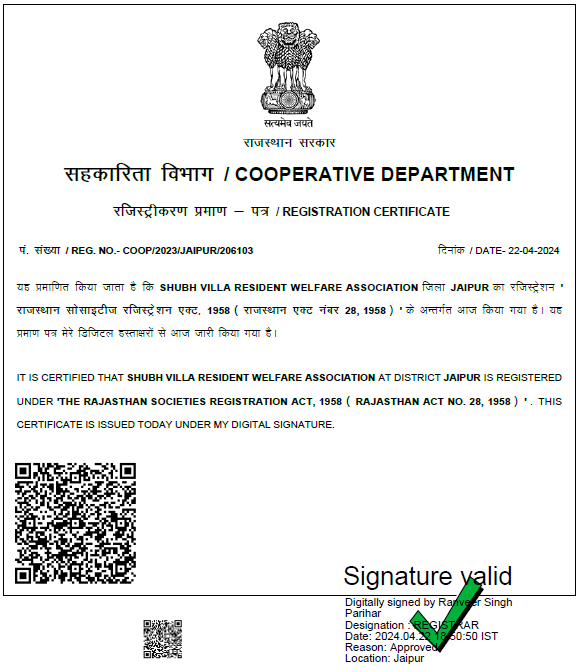 सत्यमेव जयते
राजस्थान सरकार
सहकारिता विभाग / COOPERATIVE DEPARTMENT
रजिस्ट्रीकरण प्रमाण – पत्र / REGISTRATION CERTIFICATE
पं. संख्या / REG. NO.- COOP/2023/JAIPUR/206103 दिनांक / DATE- 22-04-2024
यह प्रमाणित किया जाता है कि SHUBH VILLA RESIDENT WELFARE ASSOCIATION जिला JAIPUR का रजिस्ट्रेशन '
राजस्थान सोसाइटीज रजिस्ट्रेशन एक्ट, 1958 ( राजस्थान एक्ट नंबर 28, 1958 ) ' के अन्तर्गत आज किया गया है। यह
प्रमाण पत्र मेरे डिजिटल हस्ताक्षरों से आज जारी किया गया है।
IT IS CERTIFIED THAT SHUBH VILLA RESIDENT WELFARE ASSOCIATION AT DISTRICT JAIPUR IS REGISTERED
UNDER 'THE RAJASTHAN SOCIETIES REGISTRATION ACT, 1958 ( RAJASTHAN ACT NO. 28, 1958 ) ' . THIS
CERTIFICATE IS ISSUED TODAY UNDER MY DIGITAL SIGNATURE.
Signature valid
Digitally signed by Ranveer Singh
Parihar
Designation : REGISTRAR
Date: 2024.04.22 18:50:50 IST
Reason: Approved
Location: Jaipur